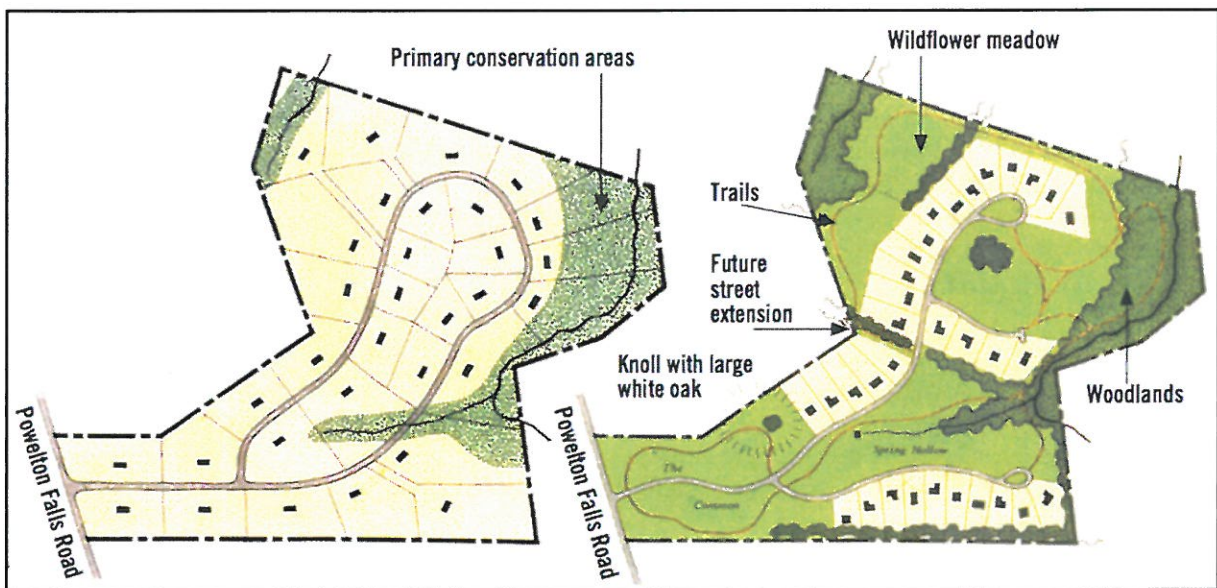 Primary conservation areas
Wildflower meadow
Trails
Future
street
extension
Knoll with large
white oak
Woodlands
Powelton Falls Road
Powelton Falls Road
The
Common
Spring Hollow